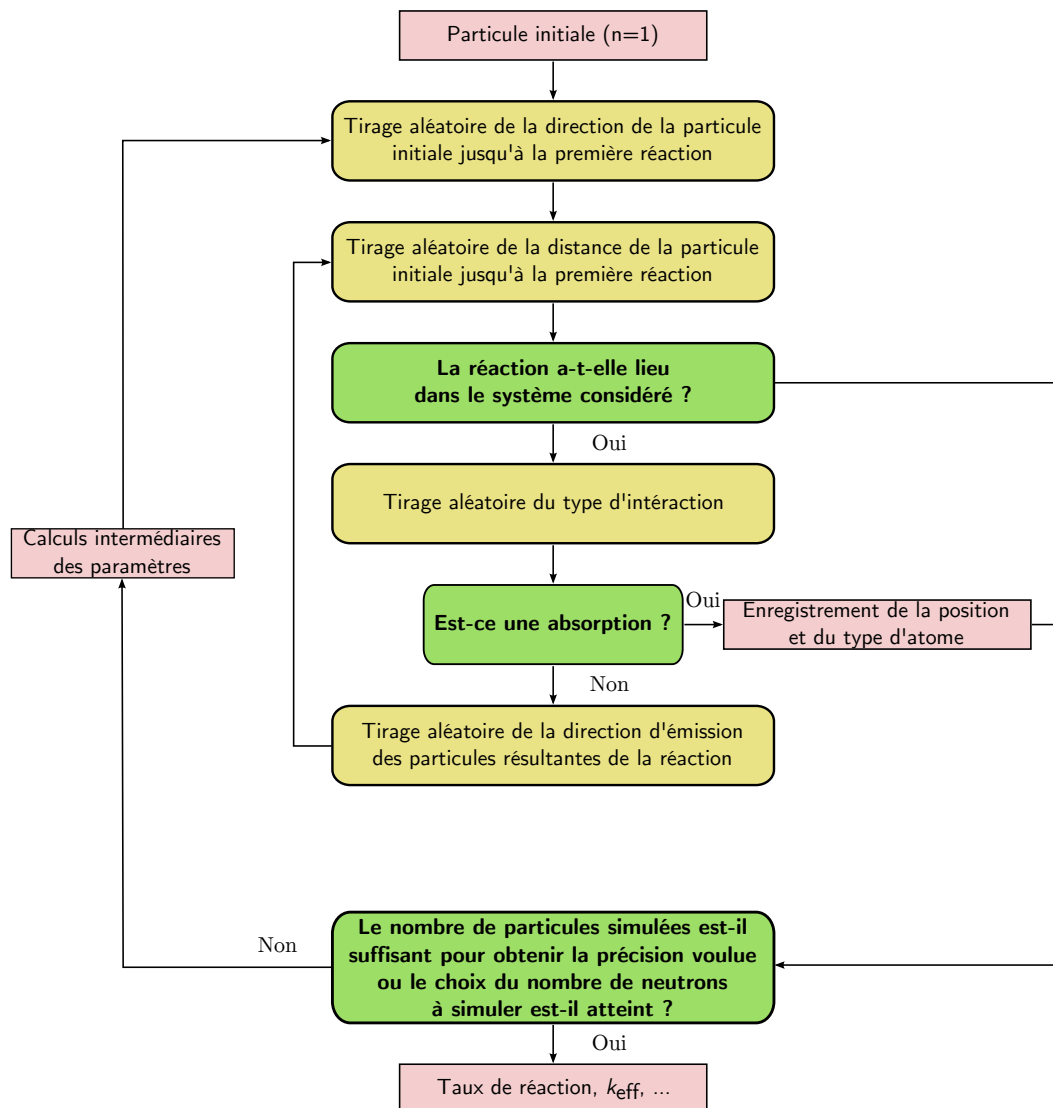 Particule initiale (n=1)
Tirage aléatoire de la direction de la particule
initiale jusqu'à la première réaction
Tirage aléatoire de la distance de la particule
initiale jusqu'à la première réaction
La réaction a-t-elle lieu
dans le système considéré ?
Oui
Tirage aléatoire du type d'intéraction
Calculs intermédiaires
des paramètres
Est-ce une absorption ?
Oui
Enregistrement de la position
et du type d'atome
Non
Tirage aléatoire de la direction d'émission
des particules résultantes de la réaction
Non
Le nombre de particules simulées est-il
suffisant pour obtenir la précision voulue
ou le choix du nombre de neutrons
à simuler est-il atteint ?
Oui
Taux de réaction, keff, ...